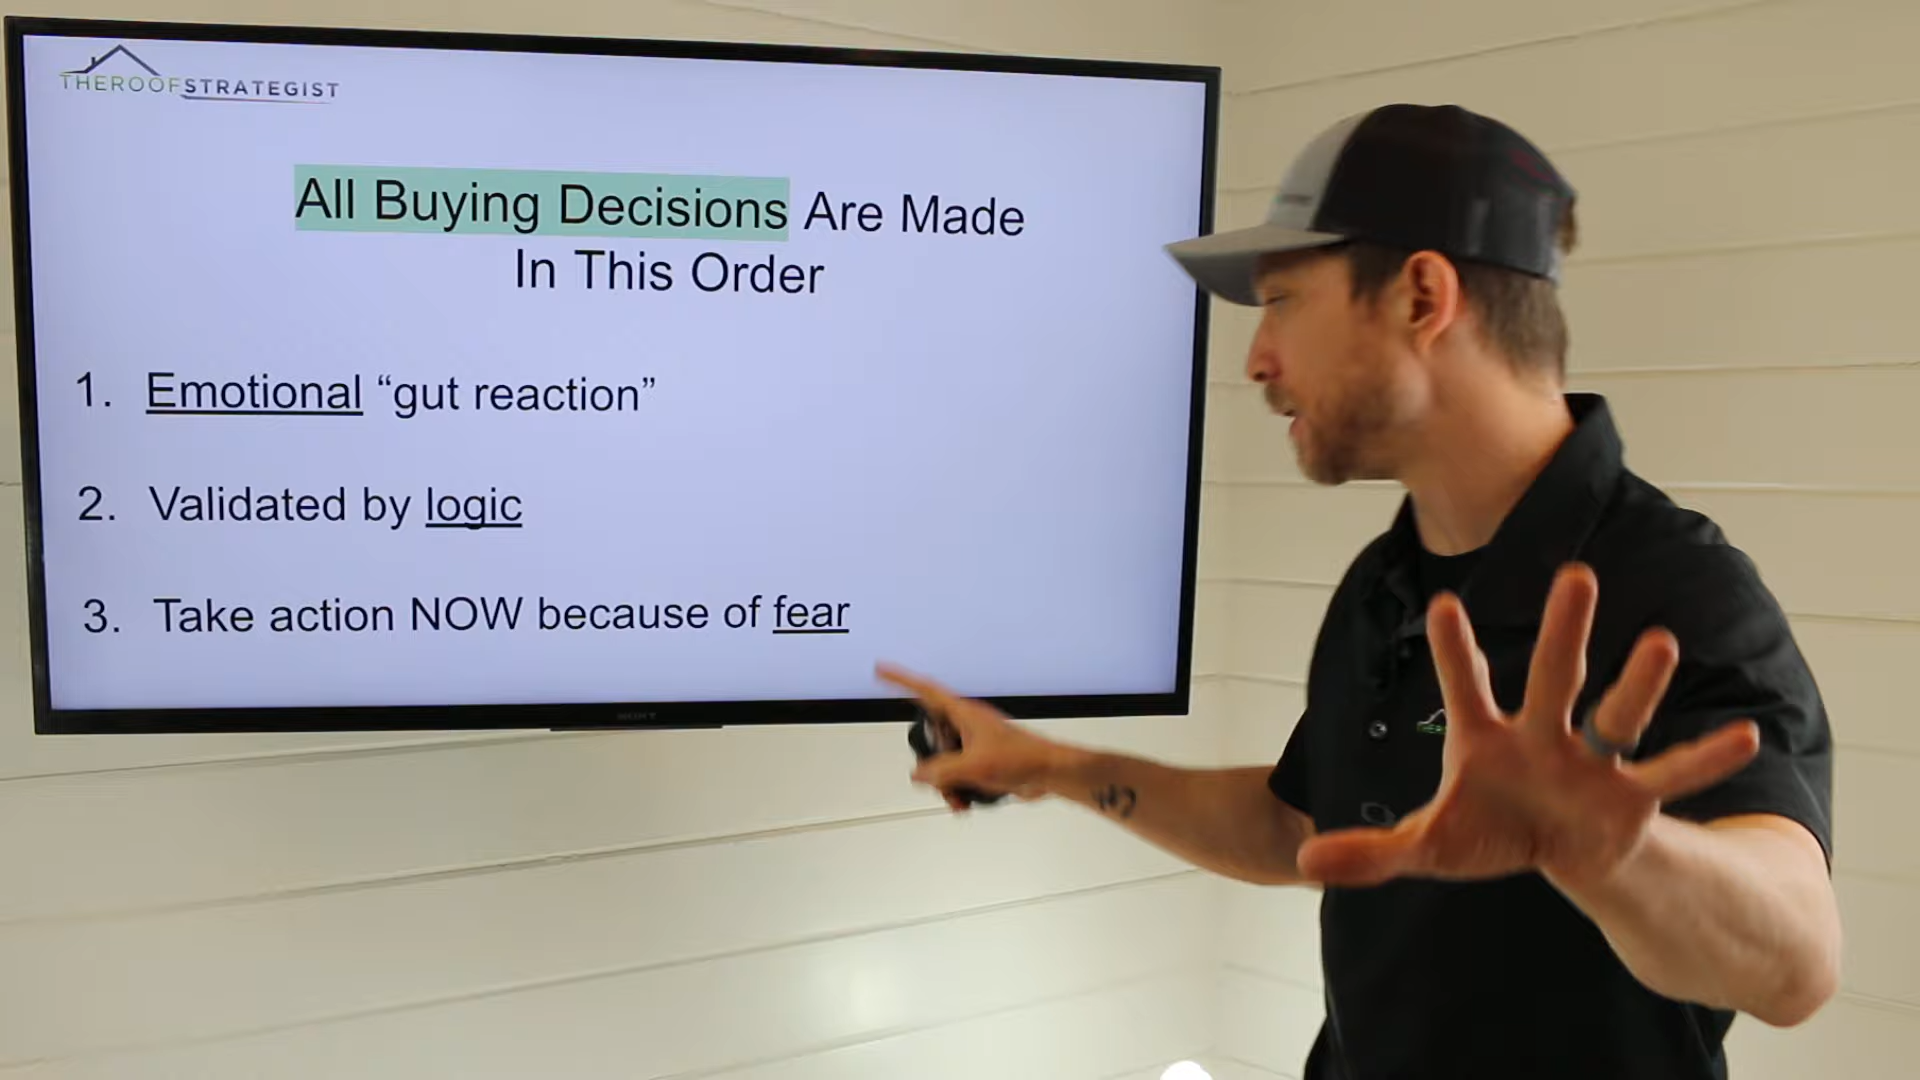 THEROOFSTRATEGIST
All Buying Decisions Are Made
In This Order
1. Emotional “gut reaction”
2. Validated by logic
3. Take action NOW because of fear
SONY